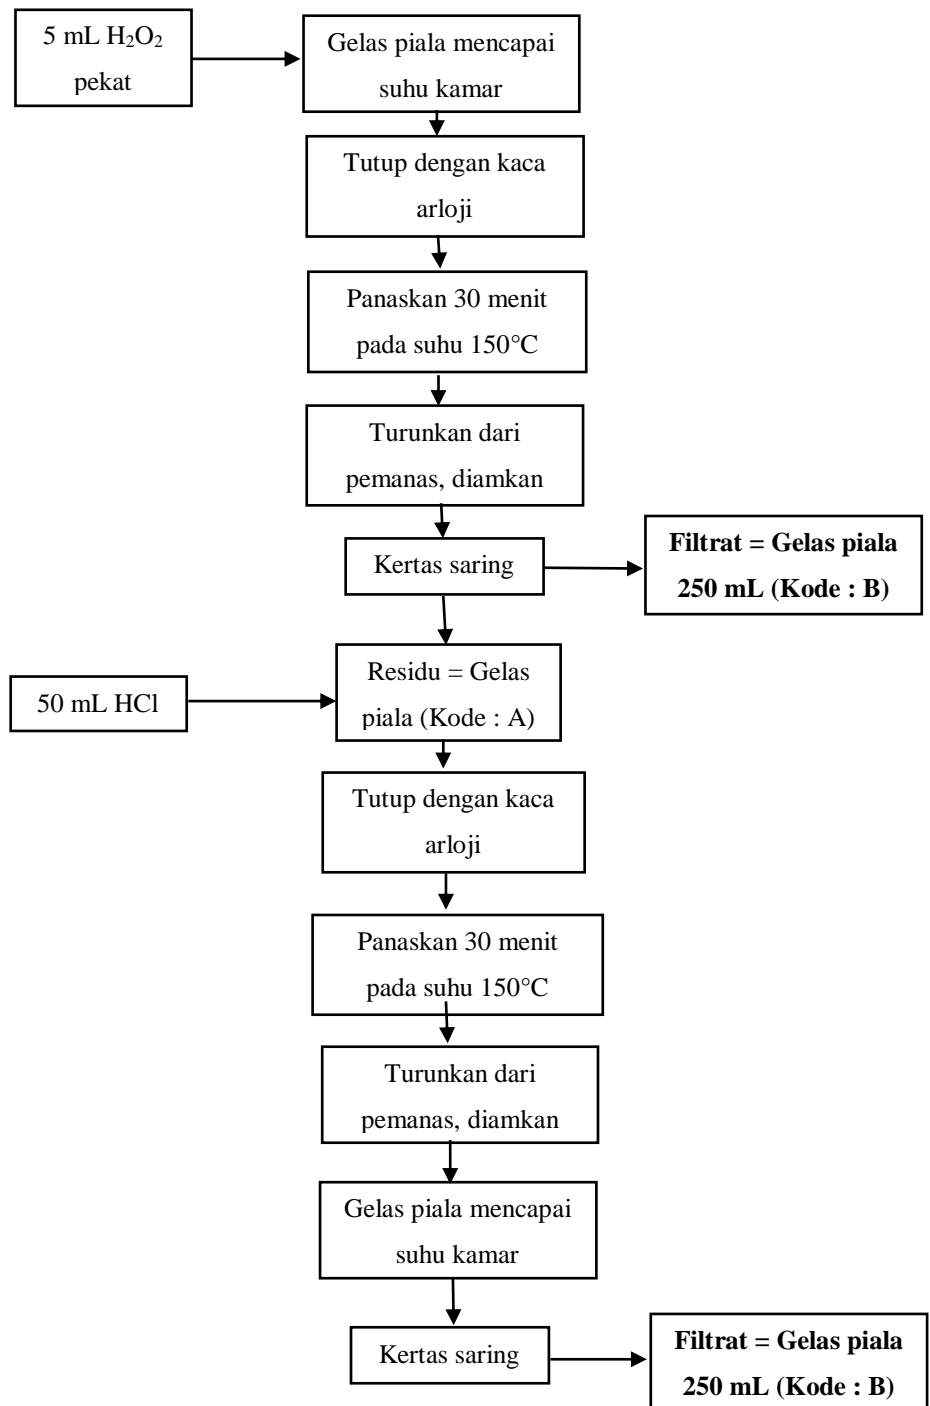 5 mL H₂O₂
pekat
Gelas piala mencapai
suhu kamar
Tutup dengan kaca
arloji
Panaskan 30 menit
pada suhu 150°C
Turunkan dari
pemanas, diamkan
Kertas saring
Filtrat = Gelas piala
250 mL (Kode : B)
50 mL HCl
Residu = Gelas
piala (Kode : A)
Tutup dengan kaca
arloji
Panaskan 30 menit
pada suhu 150°C
Turunkan dari
pemanas, diamkan
Gelas piala mencapai
suhu kamar
Kertas saring
Filtrat = Gelas piala
250 mL (Kode : B)